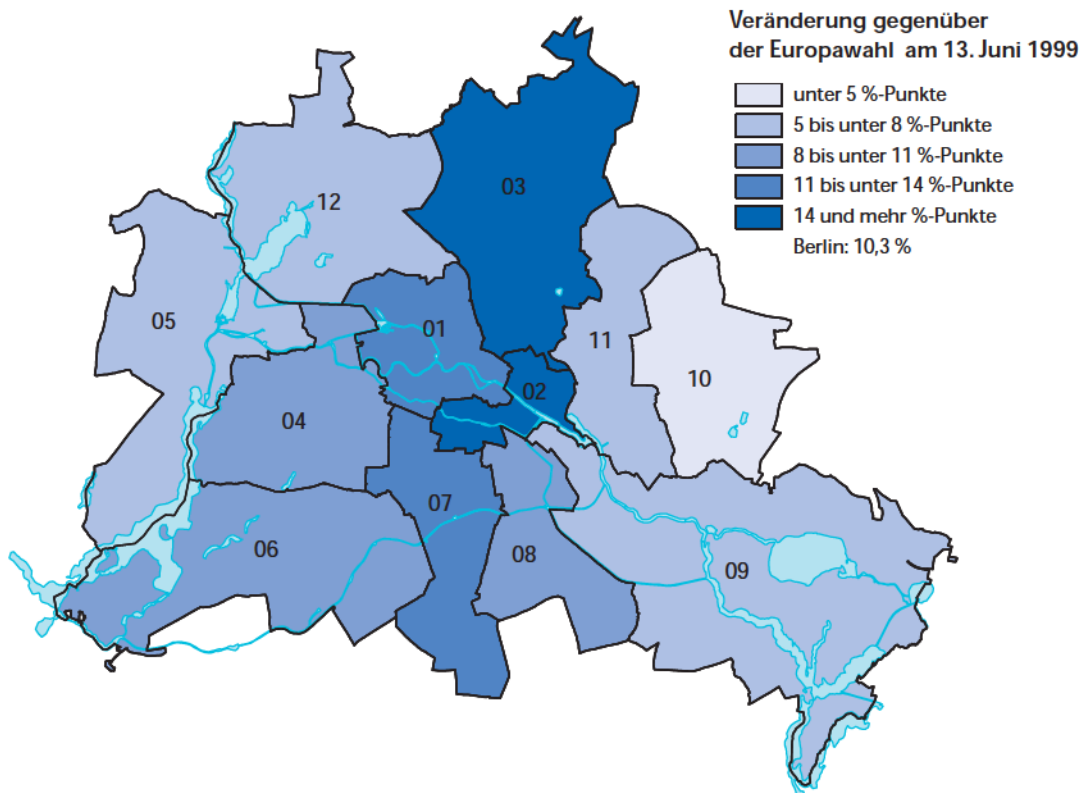 Veränderung gegenüber
der Europawahl am 13. Juni 1999
unter 5 %-Punkte
5 bis unter 8 %-Punkte
8 bis unter 11 %-Punkte
11 bis unter 14 %-Punkte
14 und mehr %-Punkte
Berlin: 10,3 %
03
12
05
01
11
10
02
04
07
06
08
09